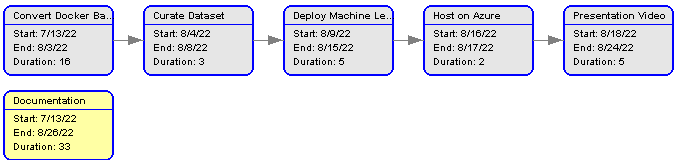 Convert Docker Ba...
Start: 7/13/22
End: 8/3/22
Duration: 16
Curate Dataset
Start: 8/4/22
End: 8/8/22
Duration: 3
Deploy Machine Le...
Start: 8/9/22
End: 8/15/22
Duration: 5
Host on Azure
Start: 8/16/22
End: 8/17/22
Duration: 2
Presentation Video
Start: 8/18/22
End: 8/24/22
Duration: 5
Documentation
Start: 7/13/22
End: 8/26/22
Duration: 33